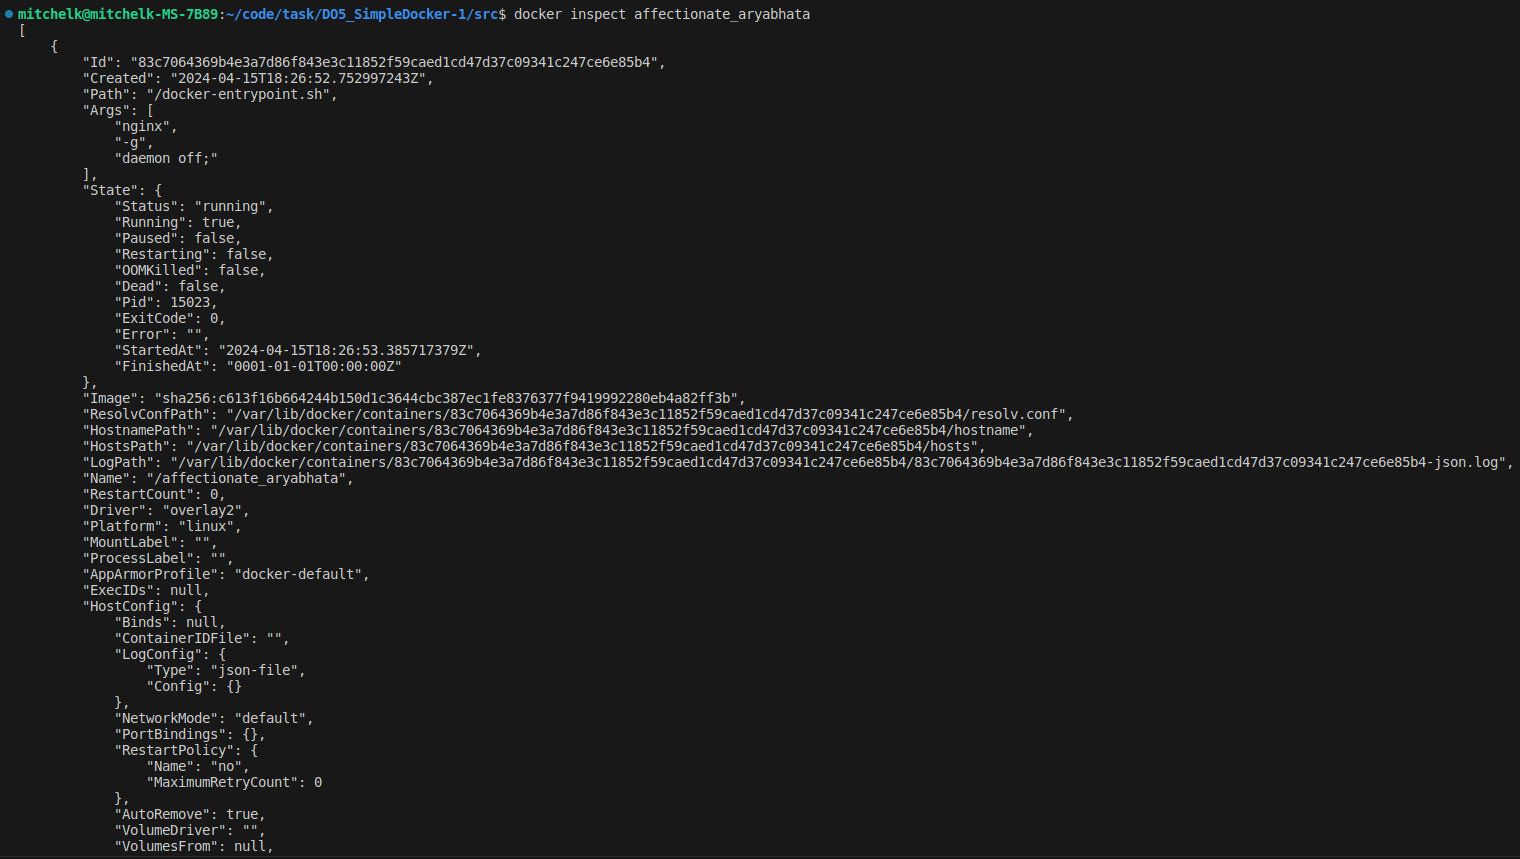 mitchelk@mitchelk-MS-7B89:~/code/task/DO5_SimpleDocker-1/src$ docker inspect affectionate_aryabhata
[
    {
        "Id": "83c7064369b4e3a7d86f843e3c11852f59caed1cd47d37c09341c247ce6e85b4",
        "Created": "2024-04-15T18:26:52.752997243Z",
        "Path": "/docker-entrypoint.sh",
        "Args": [
            "nginx",
            "-g",
            "daemon off;"
        ],
        "State": {
            "Status": "running",
            "Running": true,
            "Paused": false,
            "Restarting": false,
            "OOMKilled": false,
            "Dead": false,
            "Pid": 15023,
            "ExitCode": 0,
            "Error": "",
            "StartedAt": "2024-04-15T18:26:53.385717379Z",
            "FinishedAt": "0001-01-01T00:00:00Z"
        },
        "Image": "sha256:c613f16b664244b150d1c3644cbc387ec1fe8376377f9419992280eb4a82ff3b",
        "ResolvConfPath": "/var/lib/docker/containers/83c7064369b4e3a7d86f843e3c11852f59caed1cd47d37c09341c247ce6e85b4/resolv.conf",
        "HostnamePath": "/var/lib/docker/containers/83c7064369b4e3a7d86f843e3c11852f59caed1cd47d37c09341c247ce6e85b4/hostname",
        "HostsPath": "/var/lib/docker/containers/83c7064369b4e3a7d86f843e3c11852f59caed1cd47d37c09341c247ce6e85b4/hosts",
        "LogPath": "/var/lib/docker/containers/83c7064369b4e3a7d86f843e3c11852f59caed1cd47d37c09341c247ce6e85b4/83c7064369b4e3a7d86f843e3c11852f59caed1cd47d37c09341c247ce6e85b4-json.log",
        "Name": "/affectionate_aryabhata",
        "RestartCount": 0,
        "Driver": "overlay2",
        "Platform": "linux",
        "MountLabel": "",
        "ProcessLabel": "",
        "AppArmorProfile": "docker-default",
        "ExecIDs": null,
        "HostConfig": {
            "Binds": null,
            "ContainerIDFile": "",
            "LogConfig": {
                "Type": "json-file",
                "Config": {}
            },
            "NetworkMode": "default",
            "PortBindings": {},
            "RestartPolicy": {
                "Name": "no",
                "MaximumRetryCount": 0
            },
            "AutoRemove": true,
            "VolumeDriver": "",
            "VolumesFrom": null,